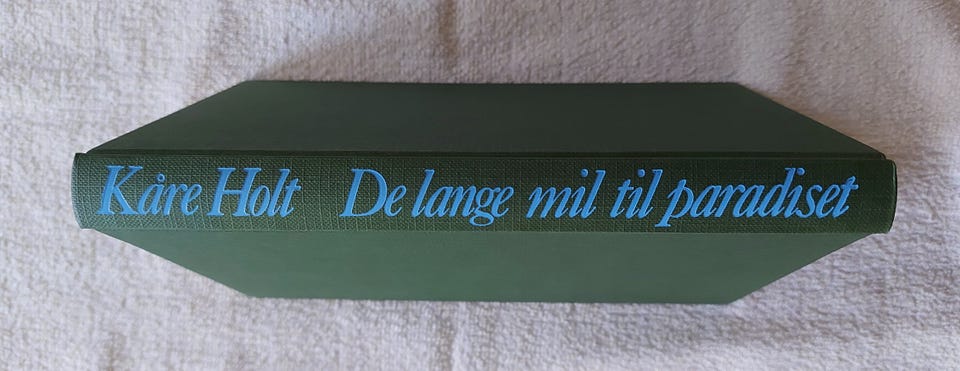 Kåre Holt De lange mil til paradiset